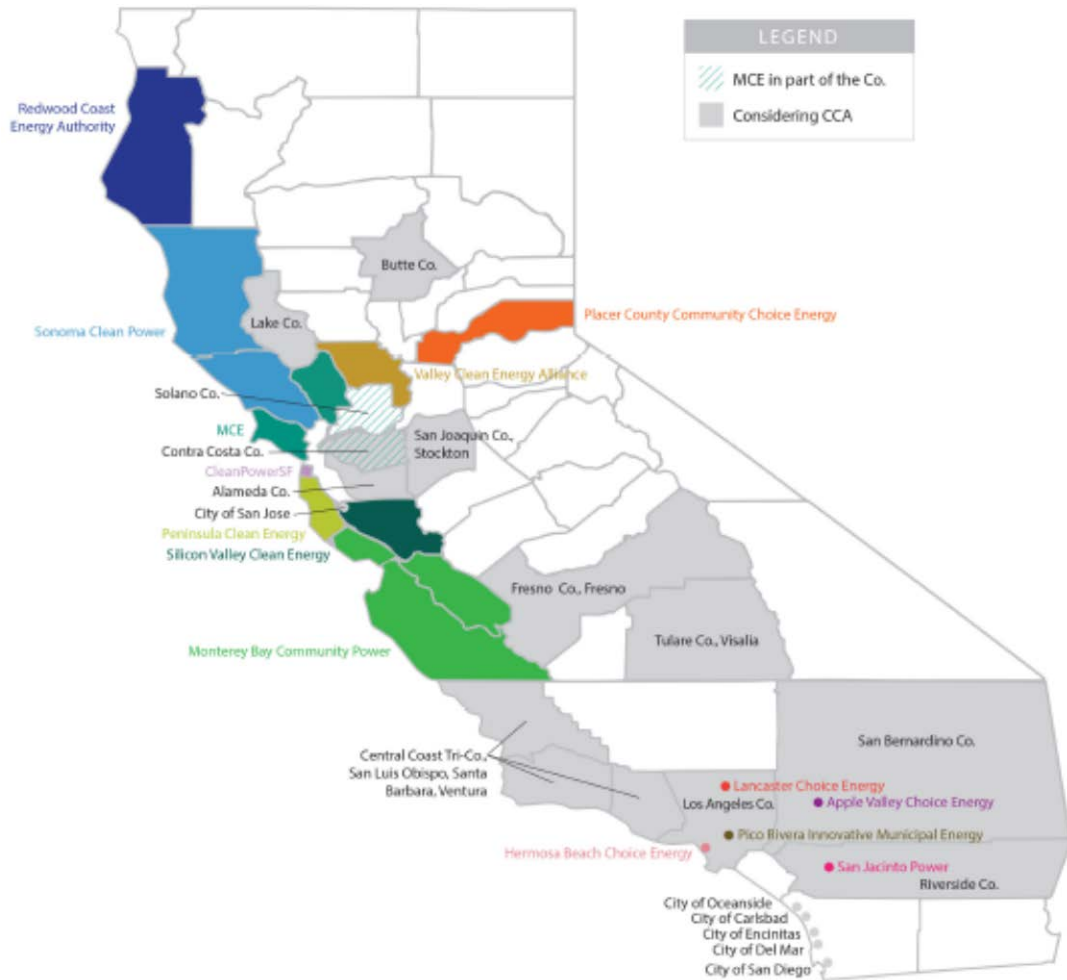 LEGEND
MCE in part of the Co.
Considering CCA
Redwood Coast
Energy Authority
Butte Co.
Placer County Community Choice Energy
Sonoma Clean Power
Lake Co.
Valley Clean Energy Alliance
Solano Co.
MCE
San Joaquin Co.,
Stockton
Contra Costa Co.
CleanPowerSF
Alameda Co.
City of San Jose
Peninsula Clean Energy
Silicon Valley Clean Energy
Fresno Co., Fresno
Tulare Co., Visalia
Monterey Bay Community Power
San Bernardino Co.
Central Coast Tri-Co.,
San Luis Obispo, Santa
Barbara, Ventura
Lancaster Choice Energy
Los Angeles Co.
Apple Valley Choice Energy
Pico Rivera Innovative Municipal Energy
Hermosa Beach Choice Energy
San Jacinto Power
Riverside Co.
City of Oceanside
City of Carlsbad
City of Encinitas
City of Del Mar
City of San Diego